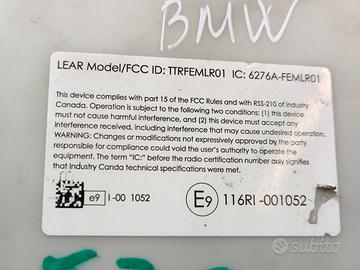 BMW
LEAR Model/FCC ID: TTRFEMLR01 IC: 6276A-FEMLR01
This device complies with part 15 of the FCC Rules and with RSS-210 of Industry
Canada. Operation is subject to the following two conditions: (1) this device must
not cause harmful interference, and (2) this device must accept any
interference received, including interference that may cause undesired operation.
WARNING: Changes or modifications not expressively approved by the party
responsible for compliance could void the user's authority to operate the
equipment. The term "IC:" before the radio certification number only signifies
that Industry Canda technical specifications were met.
e9 I-00 1052 E9 116RI-001052
subito